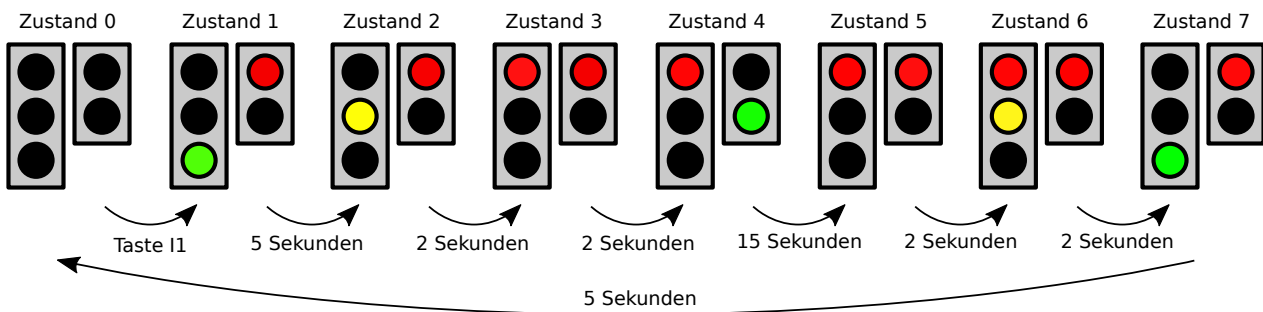 Zustand 0 Zustand 1 Zustand 2 Zustand 3 Zustand 4 Zustand 5 Zustand 6 Zustand 7
Taste I1 5 Sekunden 2 Sekunden 2 Sekunden 15 Sekunden 2 Sekunden 2 Sekunden
5 Sekunden